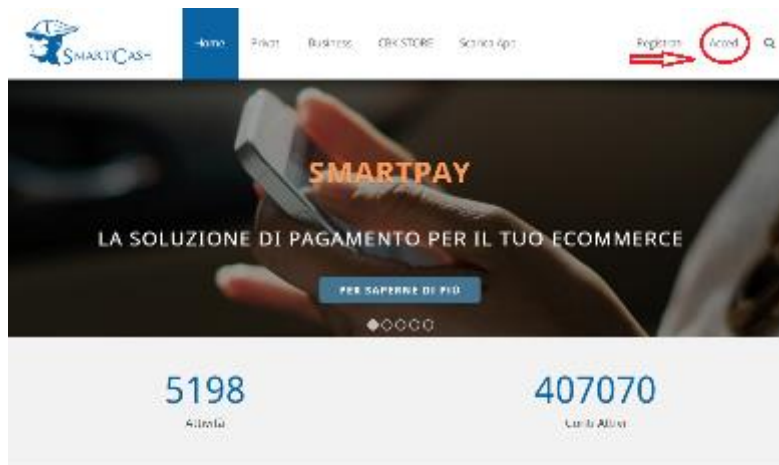 SMARTCASH
Home Privati Business CBK STORE Scarica App Registrati Accedi
SMARTPAY
LA SOLUZIONE DI PAGAMENTO PER IL TUO ECOMMERCE
PER SAPERNE DI PIÙ
5198 407070
Attività Conti Attivi